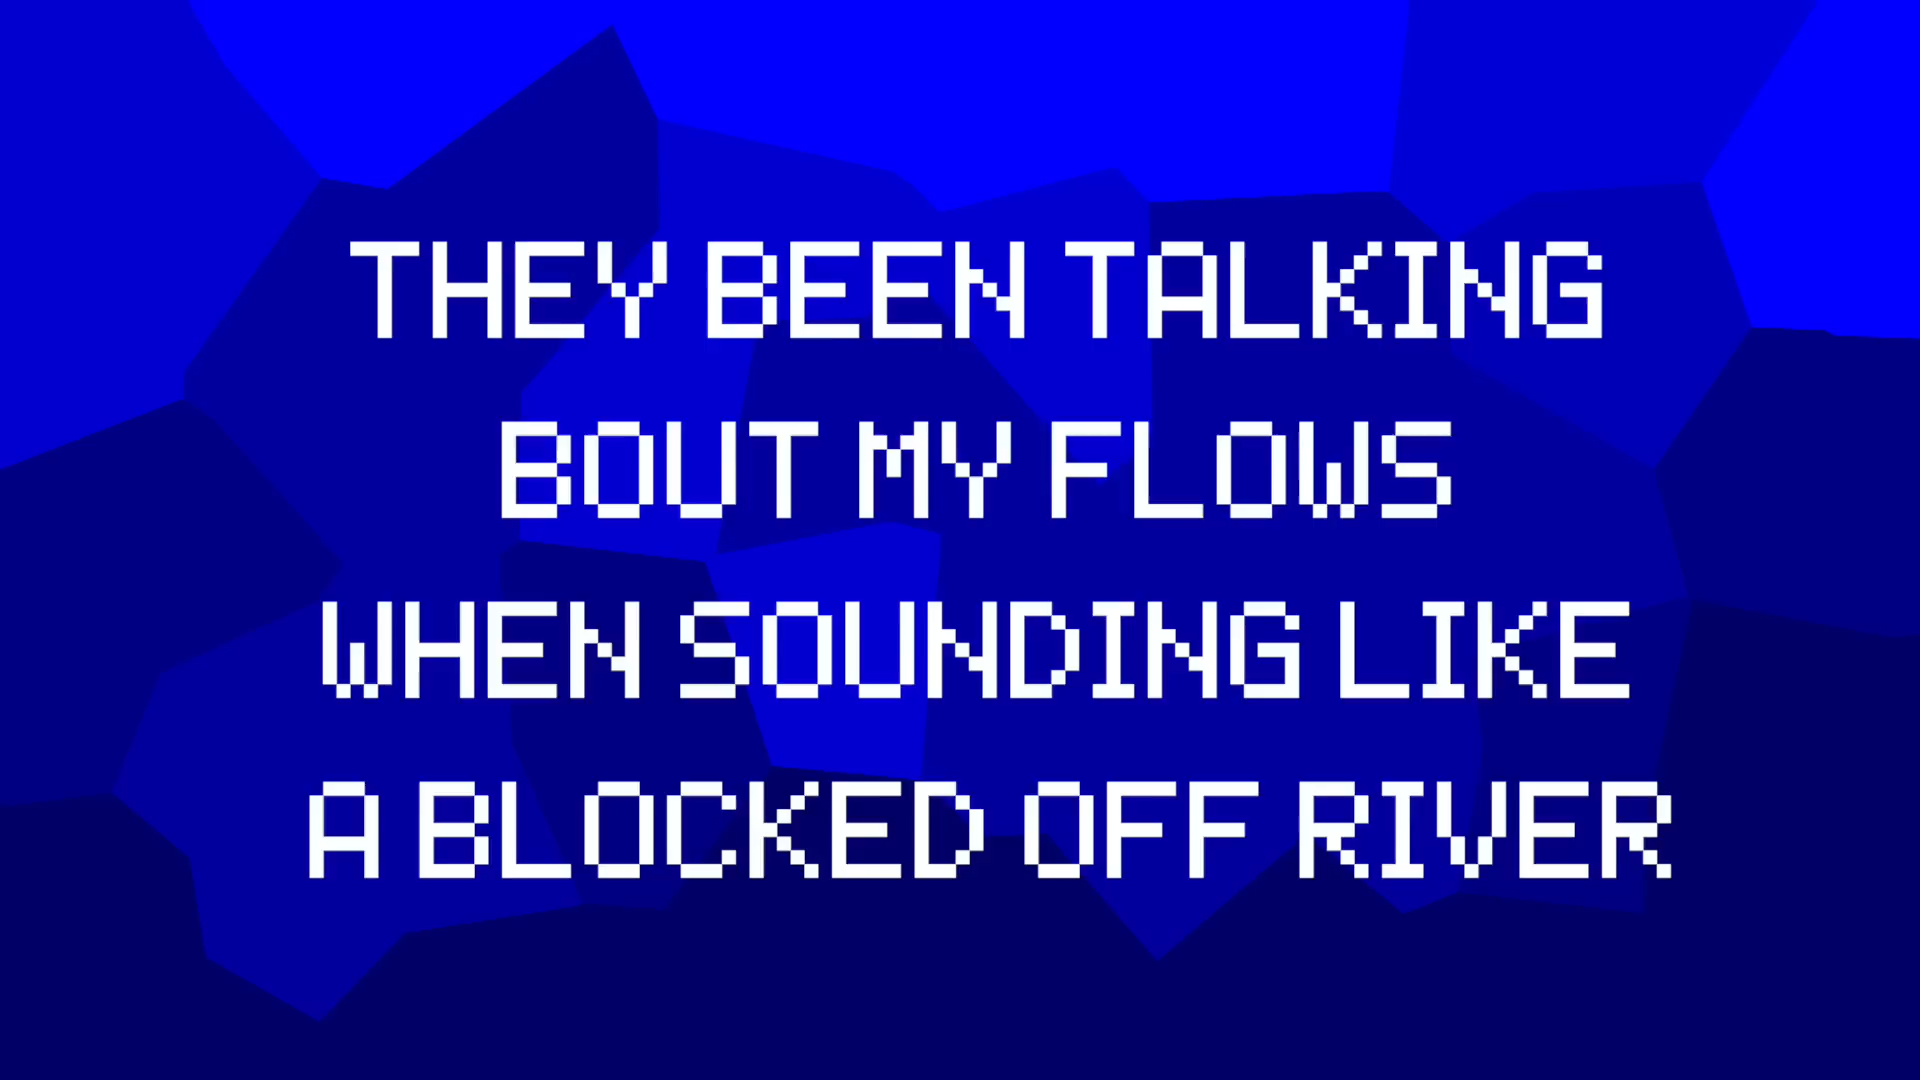 THEY BEEN TALKING
BOUT MY FLOWS
WHEN SOUNDING LIKE
A BLOCKED OFF RIVER